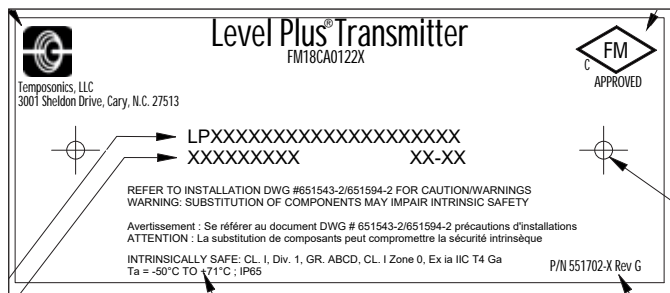 Level Plus® Transmitter
FM18CA0122X
FM
C
APPROVED
Temposonics, LLC
3001 Sheldon Drive, Cary, N.C. 27513
LPXXXXXXXXXXXXXXXXXXXX
XXXXXXXXX XX-XX
REFER TO INSTALLATION DWG #651543-2/651594-2 FOR CAUTION/WARNINGS
WARNING: SUBSTITUTION OF COMPONENTS MAY IMPAIR INTRINSIC SAFETY
Avertissement : Se référer au document DWG # 651543-2/651594-2 précautions d'installations
ATTENTION : La substitution de composants peut compromettre la sécurité intrinsèque
INTRINSICALLY SAFE: CL. I, Div. 1, GR. ABCD, CL. I Zone 0, Ex ia IIC T4 Ga
Ta = -50°C TO +71°C ; IP65
P/N 551702-X Rev G